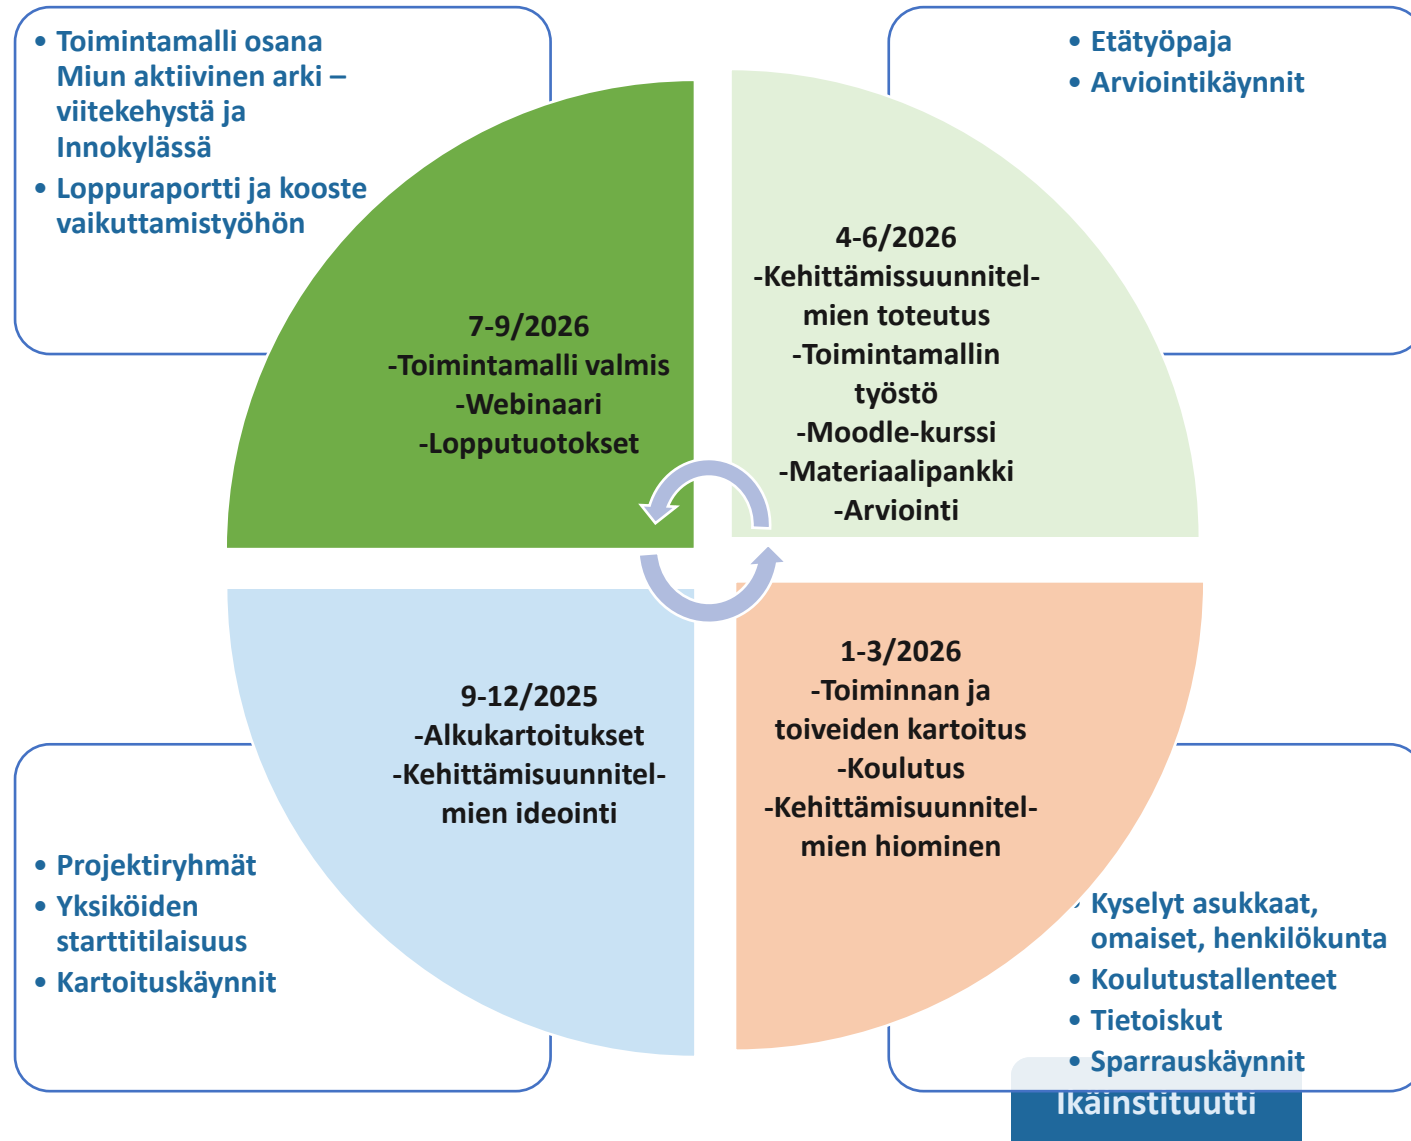 • Toimintamalli osana
Miun aktiivinen arki –
viitekehystä ja
Innokylässä
• Loppuraportti ja kooste
vaikuttamistyöhön
• Etätyöpaja
• Arviointikäynnit
7-9/2026
-Toimintamalli valmis
-Webinaari
-Lopputuotokset
4-6/2026
-Kehittämissuunnitel-
mien toteutus
-Toimintamallin
työstö
-Moodle-kurssi
-Materiaalipankki
-Arviointi
9-12/2025
-Alkukartoitukset
-Kehittämisuunnitel-
mien ideointi
1-3/2026
-Toiminnan ja
toiveiden kartoitus
-Koulutus
-Kehittämisuunnitel-
mien hiominen
• Projektiryhmät
• Yksiköiden
starttitilaisuus
• Kartoituskäynnit
• Kyselyt asukkaat,
omaiset, henkilökunta
• Koulutustallenteet
• Tietoiskut
• Sparrauskäynnit
Ikäinstituutti